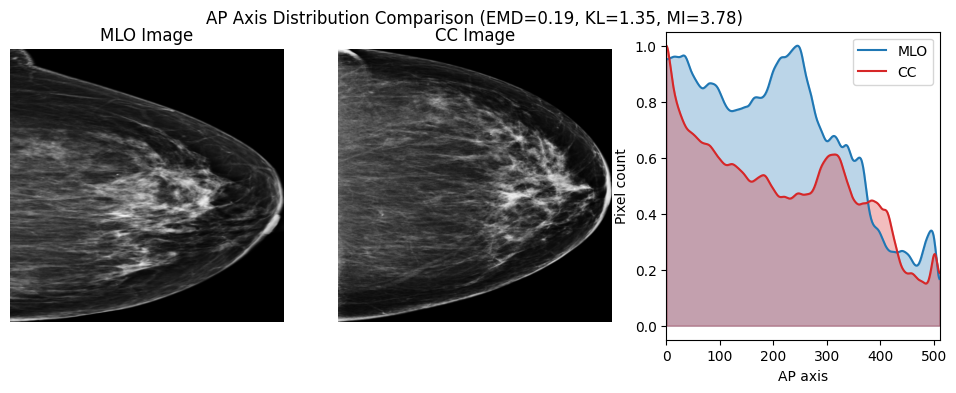 AP Axis Distribution Comparison (EMD=0.19, KL=1.35, MI=3.78)
MLO Image
CC Image
MLO
CC
Pixel count
1.0
0.8
0.6
0.4
0.2
0.0
0 100 200 300 400 500
AP axis